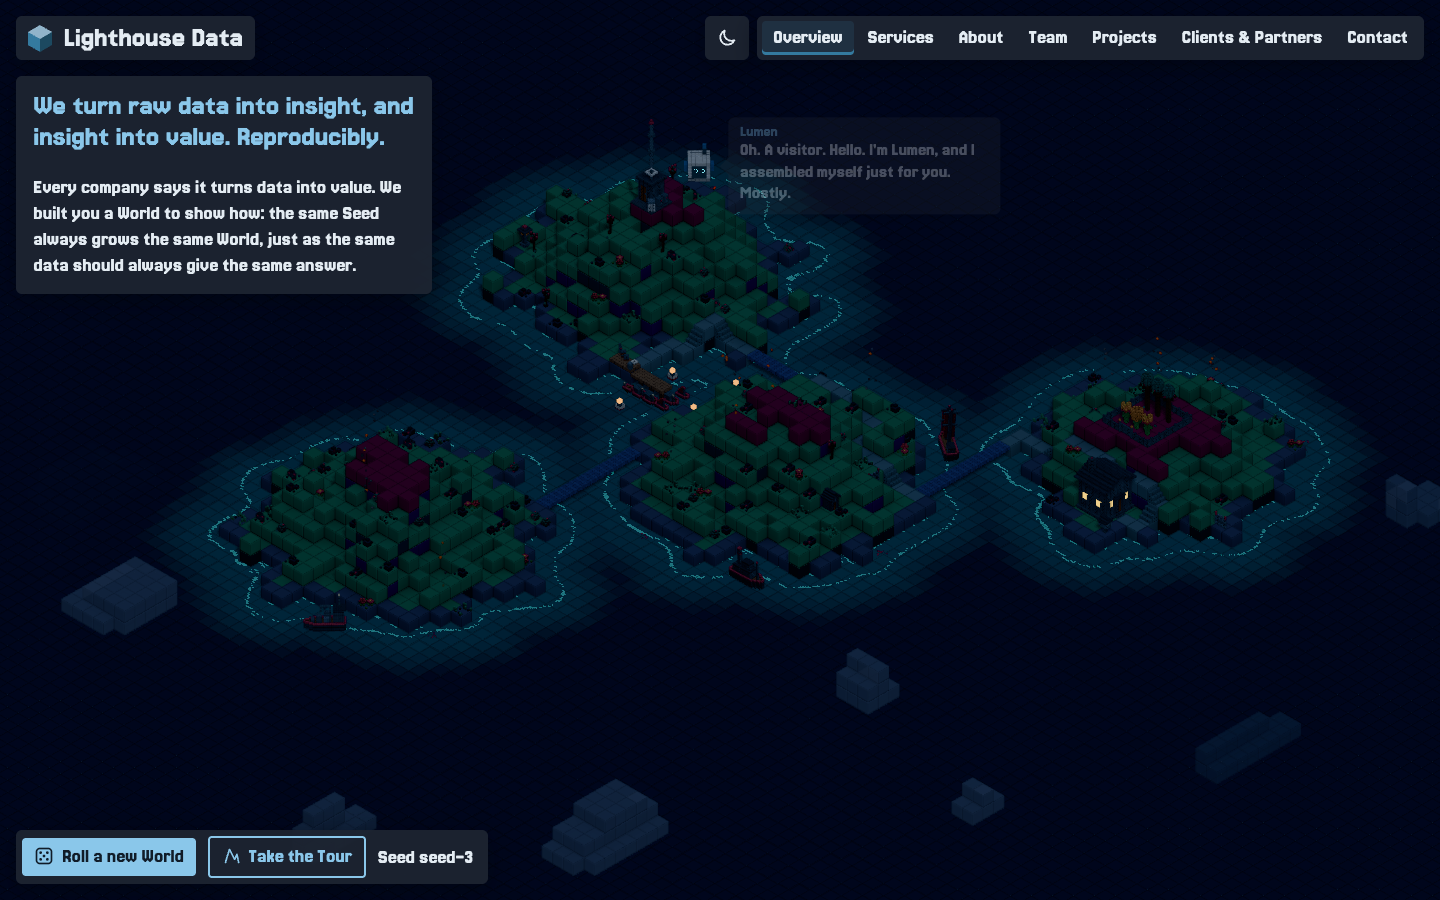 Lighthouse Data
Overview
Services
About
Team
Projects
Clients & Partners
Contact
We turn raw data into insight, and
insight into value. Reproducibly.
Every company says it turns data into value. We
built you a World to show how: the same Seed
always grows the same World, just as the same
data should always give the same answer.
Lumen
Oh. A visitor. Hello. I'm Lumen, and I
assembled myself just for you.
Mostly.
Roll a new World
Take the Tour
Seed seed-3